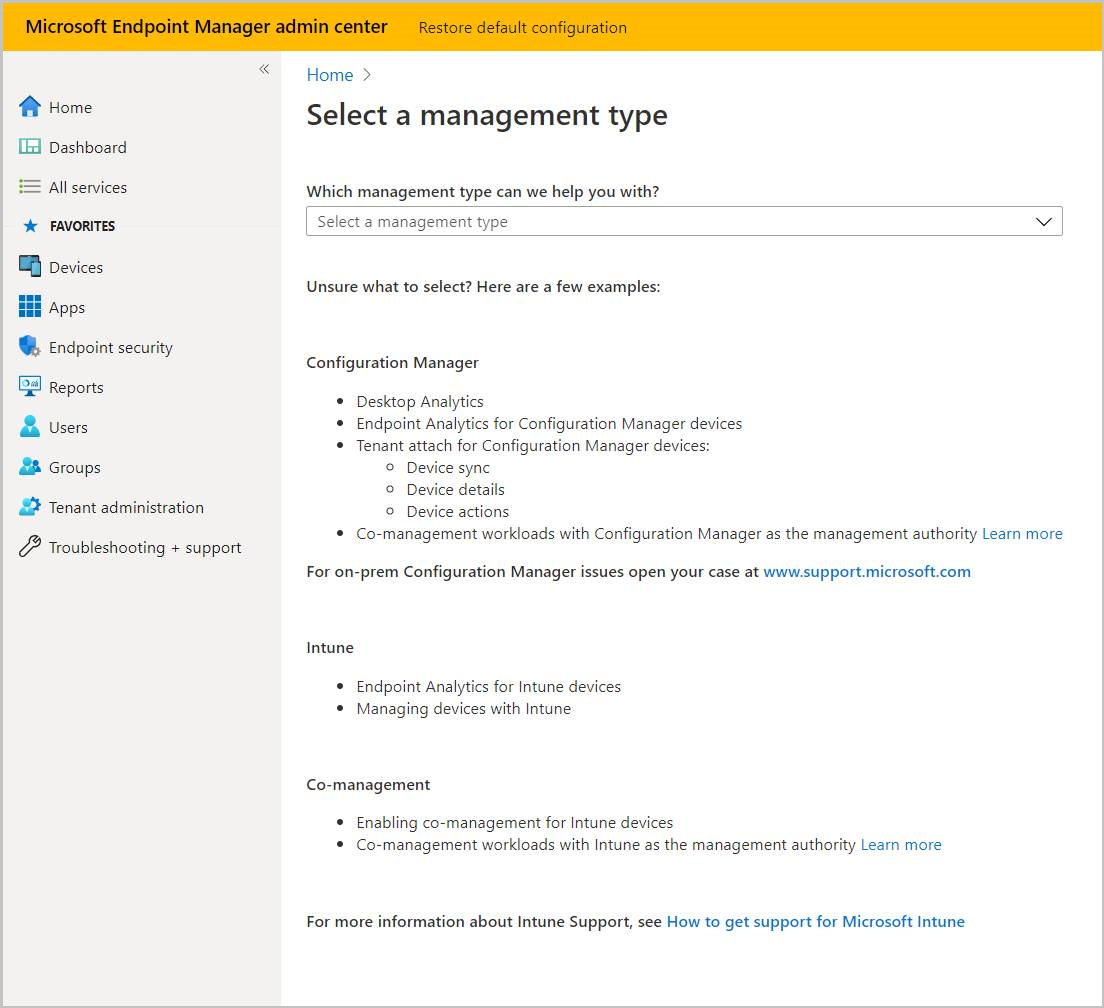 Microsoft Endpoint Manager admin center Restore default configuration
«
Home
Dashboard
All services
FAVORITES
Devices
Apps
Endpoint security
Reports
Users
Groups
Tenant administration
Troubleshooting + support
Home >
Select a management type
Which management type can we help you with?
Select a management type
Unsure what to select? Here are a few examples:
Configuration Manager
• Desktop Analytics
• Endpoint Analytics for Configuration Manager devices
• Tenant attach for Configuration Manager devices:
○ Device sync
○ Device details
○ Device actions
• Co-management workloads with Configuration Manager as the management authority Learn more
For on-prem Configuration Manager issues open your case at www.support.microsoft.com
Intune
• Endpoint Analytics for Intune devices
• Managing devices with Intune
Co-management
• Enabling co-management for Intune devices
• Co-management workloads with Intune as the management authority Learn more
For more information about Intune Support, see How to get support for Microsoft Intune